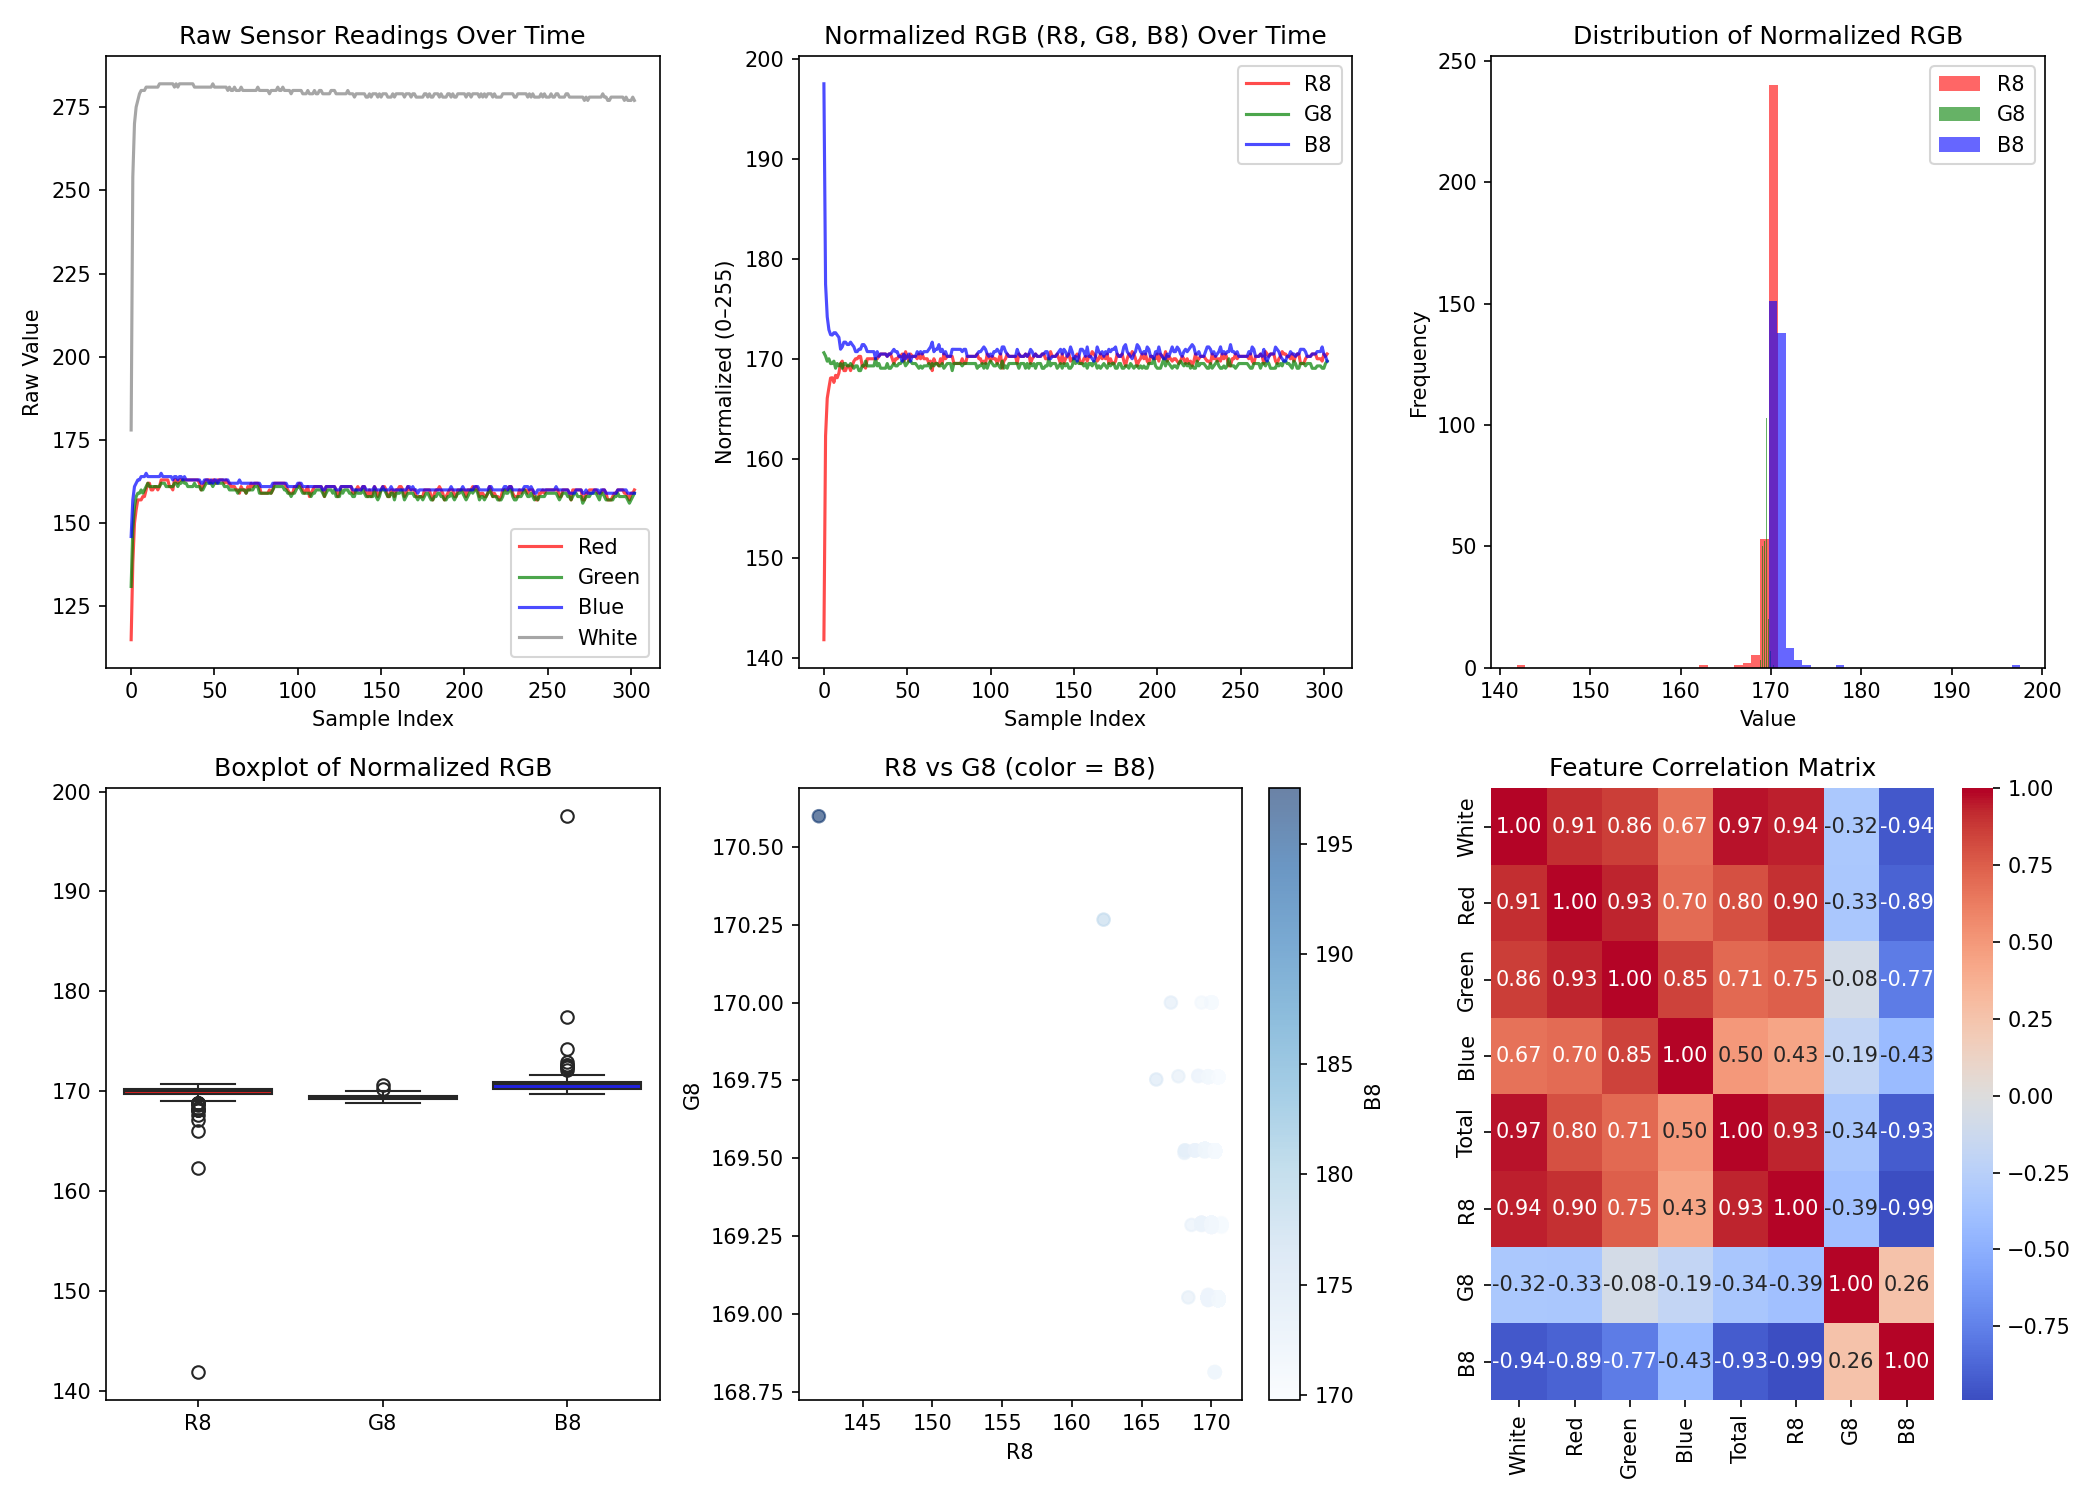 Raw Sensor Readings Over Time
Raw Value
275
250
225
200
175
150
125
0 50 100 150 200 250 300
Sample Index
Red
Green
Blue
White
Normalized RGB (R8, G8, B8) Over Time
Normalized (0–255)
200
190
180
170
160
150
140
0 50 100 150 200 250 300
Sample Index
R8
G8
B8
Distribution of Normalized RGB
Frequency
250
200
150
100
50
0
140 150 160 170 180 190 200
Value
R8
G8
B8
Boxplot of Normalized RGB
200
190
180
170
160
150
140
R8 G8 B8
R8 vs G8 (color = B8)
G8
170.50
170.25
170.00
169.75
169.50
169.25
169.00
168.75
145 150 155 160 165 170
R8
195
190
185
180
175
170
B8
Feature Correlation Matrix
White 1.00 0.91 0.86 0.67 0.97 0.94 -0.32 -0.94
Red 0.91 1.00 0.93 0.70 0.80 0.90 -0.33 -0.89
Green 0.86 0.93 1.00 0.85 0.71 0.75 -0.08 -0.77
Blue 0.67 0.70 0.85 1.00 0.50 0.43 -0.19 -0.43
Total 0.97 0.80 0.71 0.50 1.00 0.93 -0.34 -0.93
R8 0.94 0.90 0.75 0.43 0.93 1.00 -0.39 -0.99
G8 -0.32 -0.33 -0.08 -0.19 -0.34 -0.39 1.00 0.26
B8 -0.94 -0.89 -0.77 -0.43 -0.93 -0.99 0.26 1.00
White Red Green Blue Total R8 G8 B8
1.00
0.75
0.50
0.25
0.00
−0.25
−0.50
−0.75